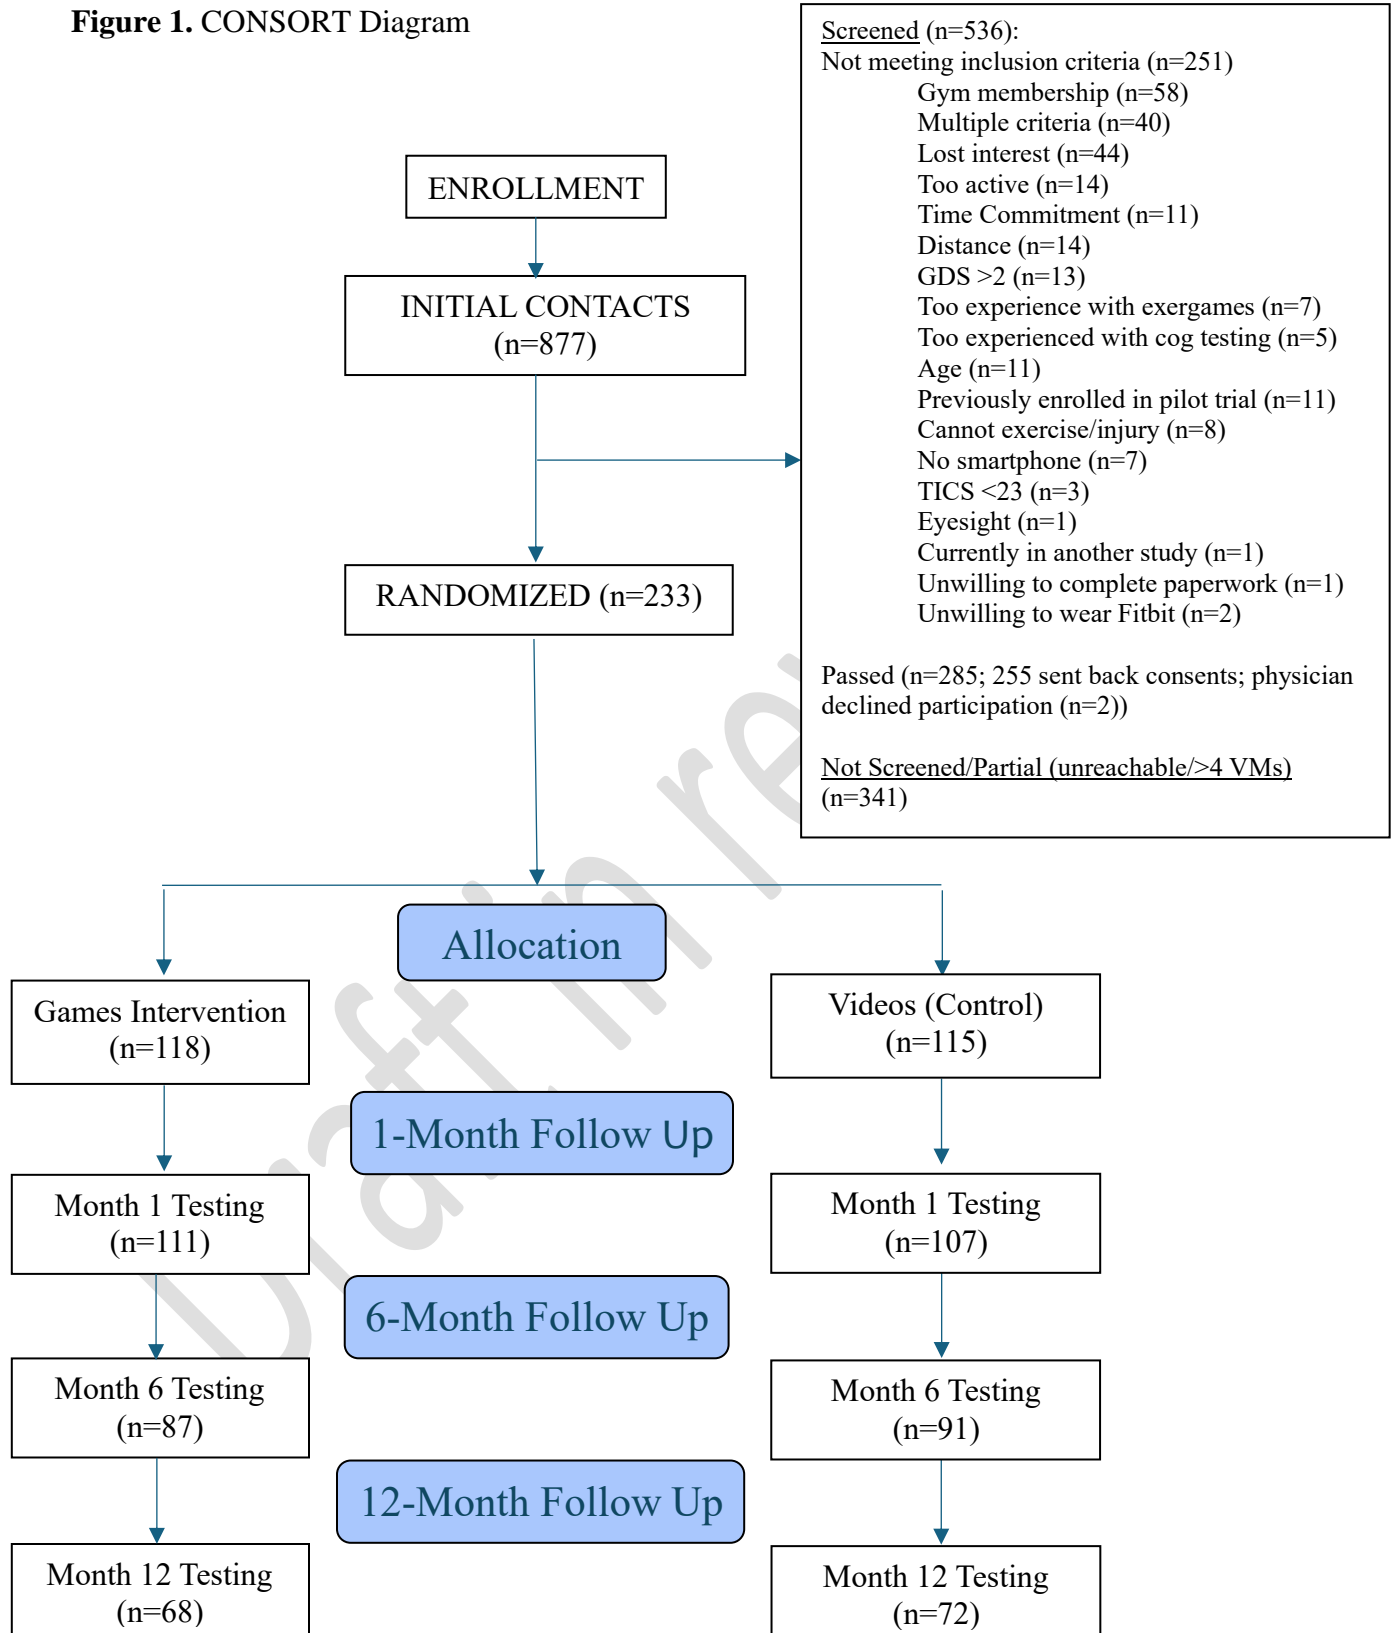 Figure 1. CONSORT Diagram
Screened (n=536):
Not meeting inclusion criteria (n=251)
Gym membership (n=58)
Multiple criteria (n=40)
Lost interest (n=44)
Too active (n=14)
Time Commitment (n=11)
Distance (n=14)
GDS >2 (n=13)
Too experience with exergames (n=7)
Too experienced with cog testing (n=5)
Age (n=11)
Previously enrolled in pilot trial (n=11)
Cannot exercise/injury (n=8)
No smartphone (n=7)
TICS <23 (n=3)
Eyesight (n=1)
Currently in another study (n=1)
Unwilling to complete paperwork (n=1)
Unwilling to wear Fitbit (n=2)
Passed (n=285; 255 sent back consents; physician
declined participation (n=2))
Not Screened/Partial (unreachable/>4 VMs)
(n=341)
ENROLLMENT
INITIAL CONTACTS
(n=877)
RANDOMIZED (n=233)
Allocation
Games Intervention
(n=118)
Videos (Control)
(n=115)
1-Month Follow Up
Month 1 Testing
(n=111)
Month 1 Testing
(n=107)
6-Month Follow Up
Month 6 Testing
(n=87)
Month 6 Testing
(n=91)
12-Month Follow Up
Month 12 Testing
(n=68)
Month 12 Testing
(n=72)
Draft in re